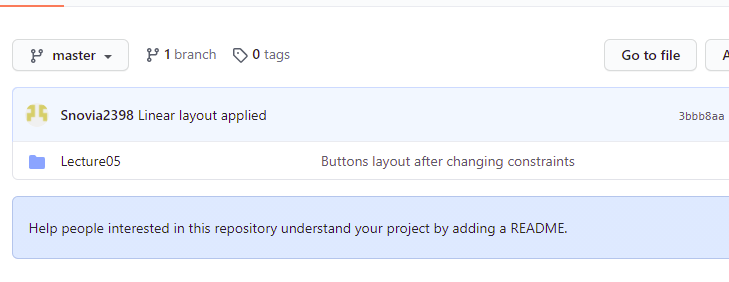 master 1 branch 0 tags Go to file A
Snovia2398 Linear layout applied 3bbb8aa
Lecture05 Buttons layout after changing constraints
Help people interested in this repository understand your project by adding a README.